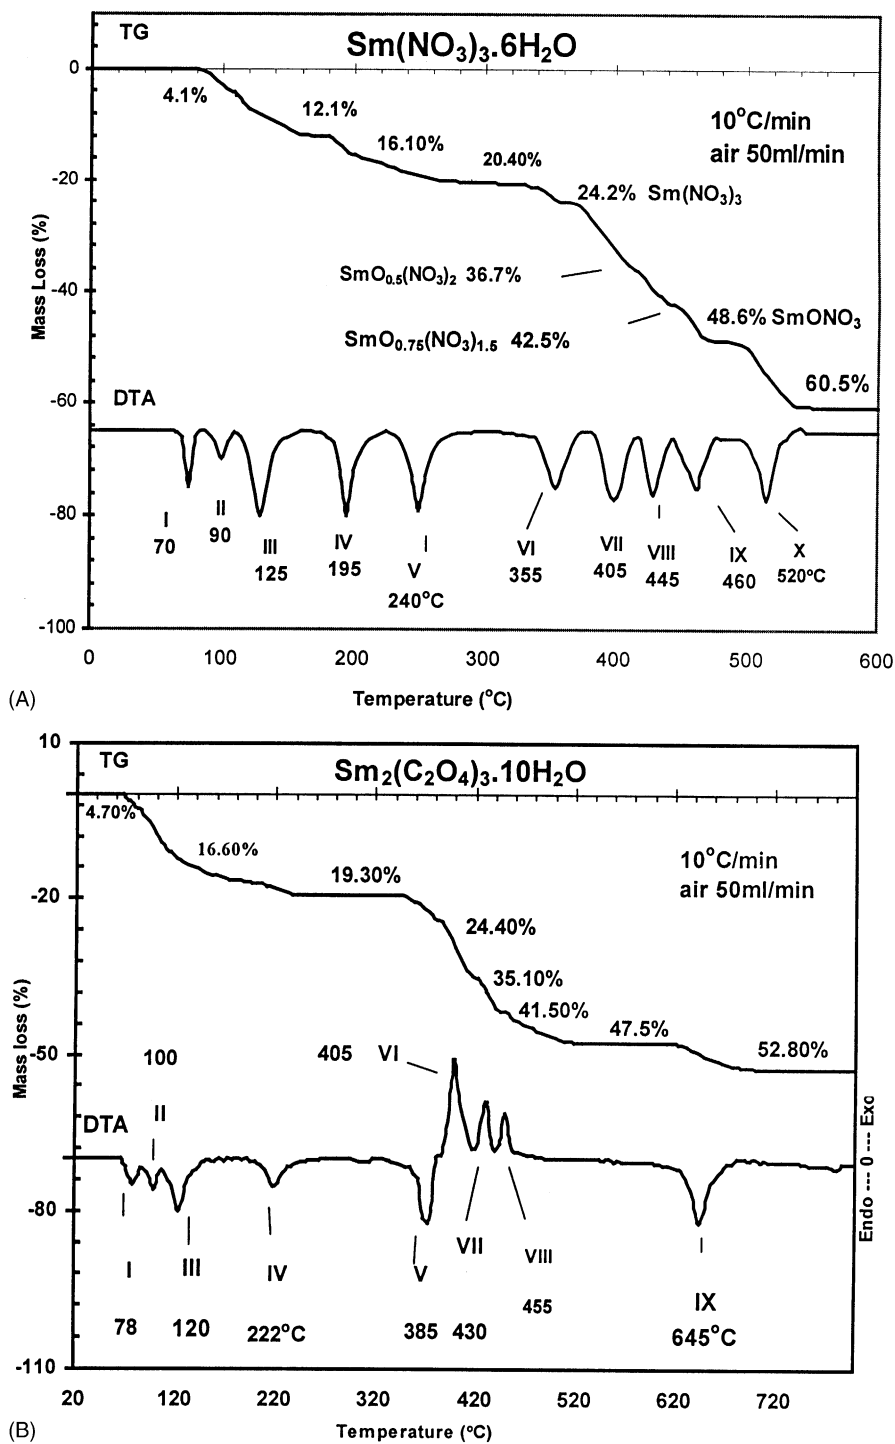 TG
Sm(NO₃)₃.6H₂O
0
4.1%
12.1%
10°C/min
16.10%
20.40%
air 50ml/min
-20
24.2% Sm(NO₃)₃
SmO₀.₅(NO₃)₂ 36.7%
-40
48.6% SmONO₃
SmO₀.₇₅(NO₃)₁.₅ 42.5%
60.5%
-60
DTA
-80
I
70
II
90
III
125
IV
195
V
240°C
VI
355
VII
405
VIII
445
IX
460
X
520°C
-100
Mass Loss (%)
0 100 200 300 400 500 600
Temperature (°C)
(A)
10
TG
Sm₂(C₂O₄)₃.10H₂O
4.70%
16.60%
19.30%
10°C/min
air 50ml/min
-20
24.40%
35.10%
41.50%
47.5%
52.80%
-50
Mass loss (%)
DTA
100
II
405 VI
-80
I
78
III
120
IV
222°C
V
385
VII
430
VIII
455
IX
645°C
Endo --- 0 --- Exo
-110
20 120 220 320 420 520 620 720
Temperature (°C)
(B)